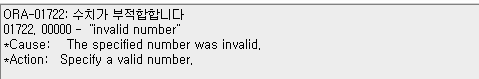 ORA-01722: 수치가 부적합합니다
01722, 00000 - "invalid number"
*Cause: The specified number was invalid.
*Action: Specify a valid number.